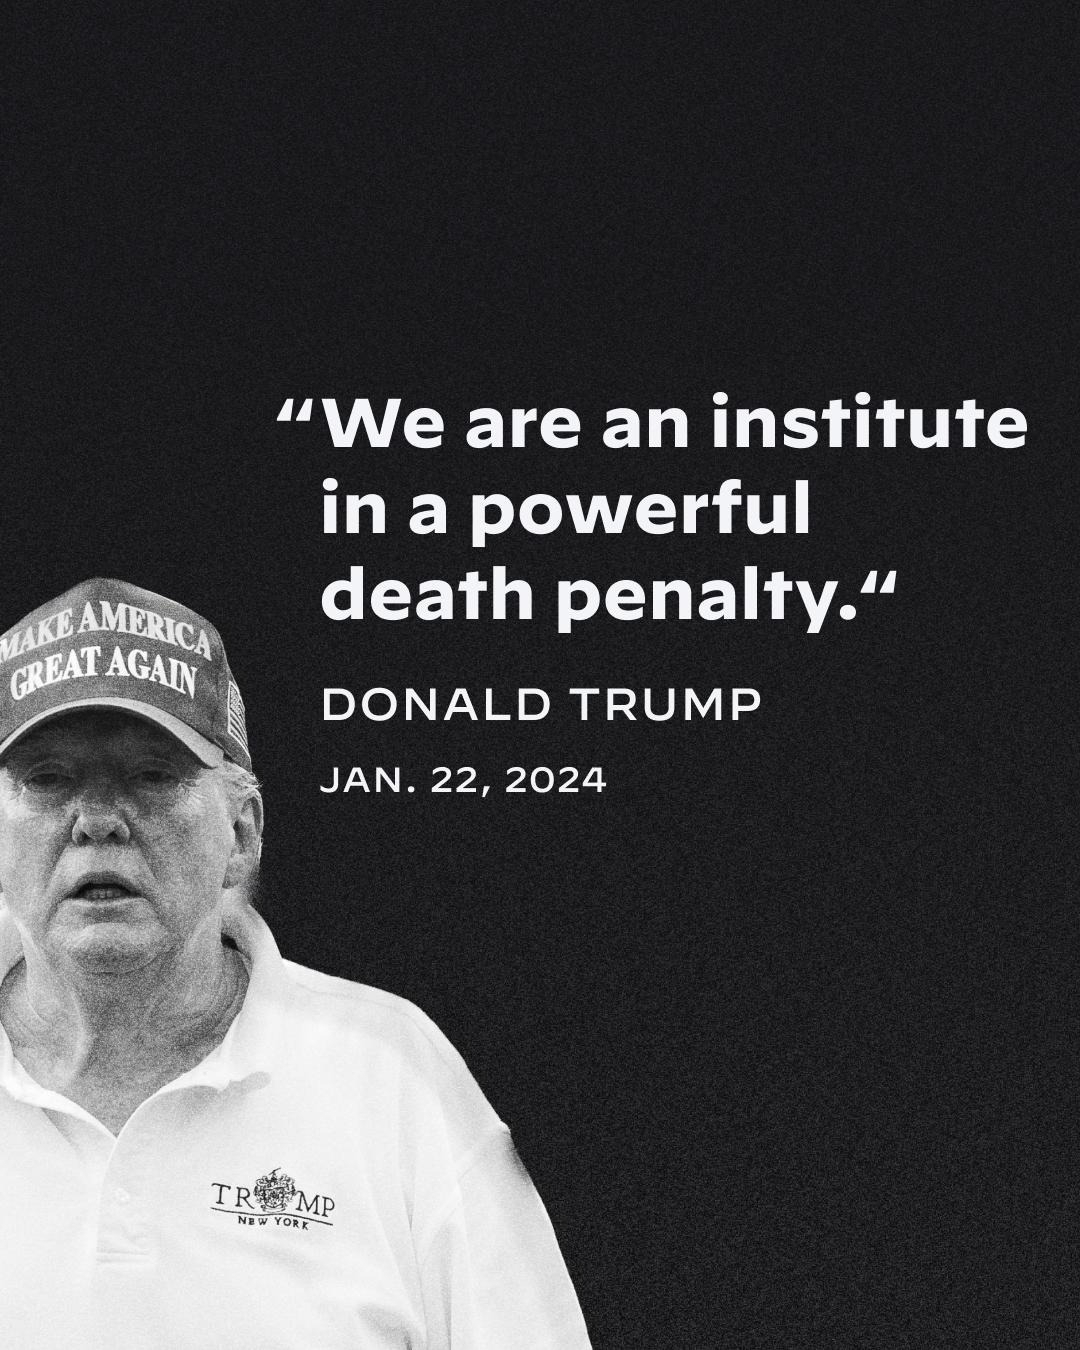 “We are an institute
in a powerful
death penalty.“
DONALD TRUMP
JAN. 22, 2024
MAKE AMERICA
GREAT AGAIN
TRUMP
NEW YORK